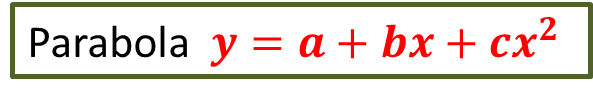 Parabola y = a + bx + cx²